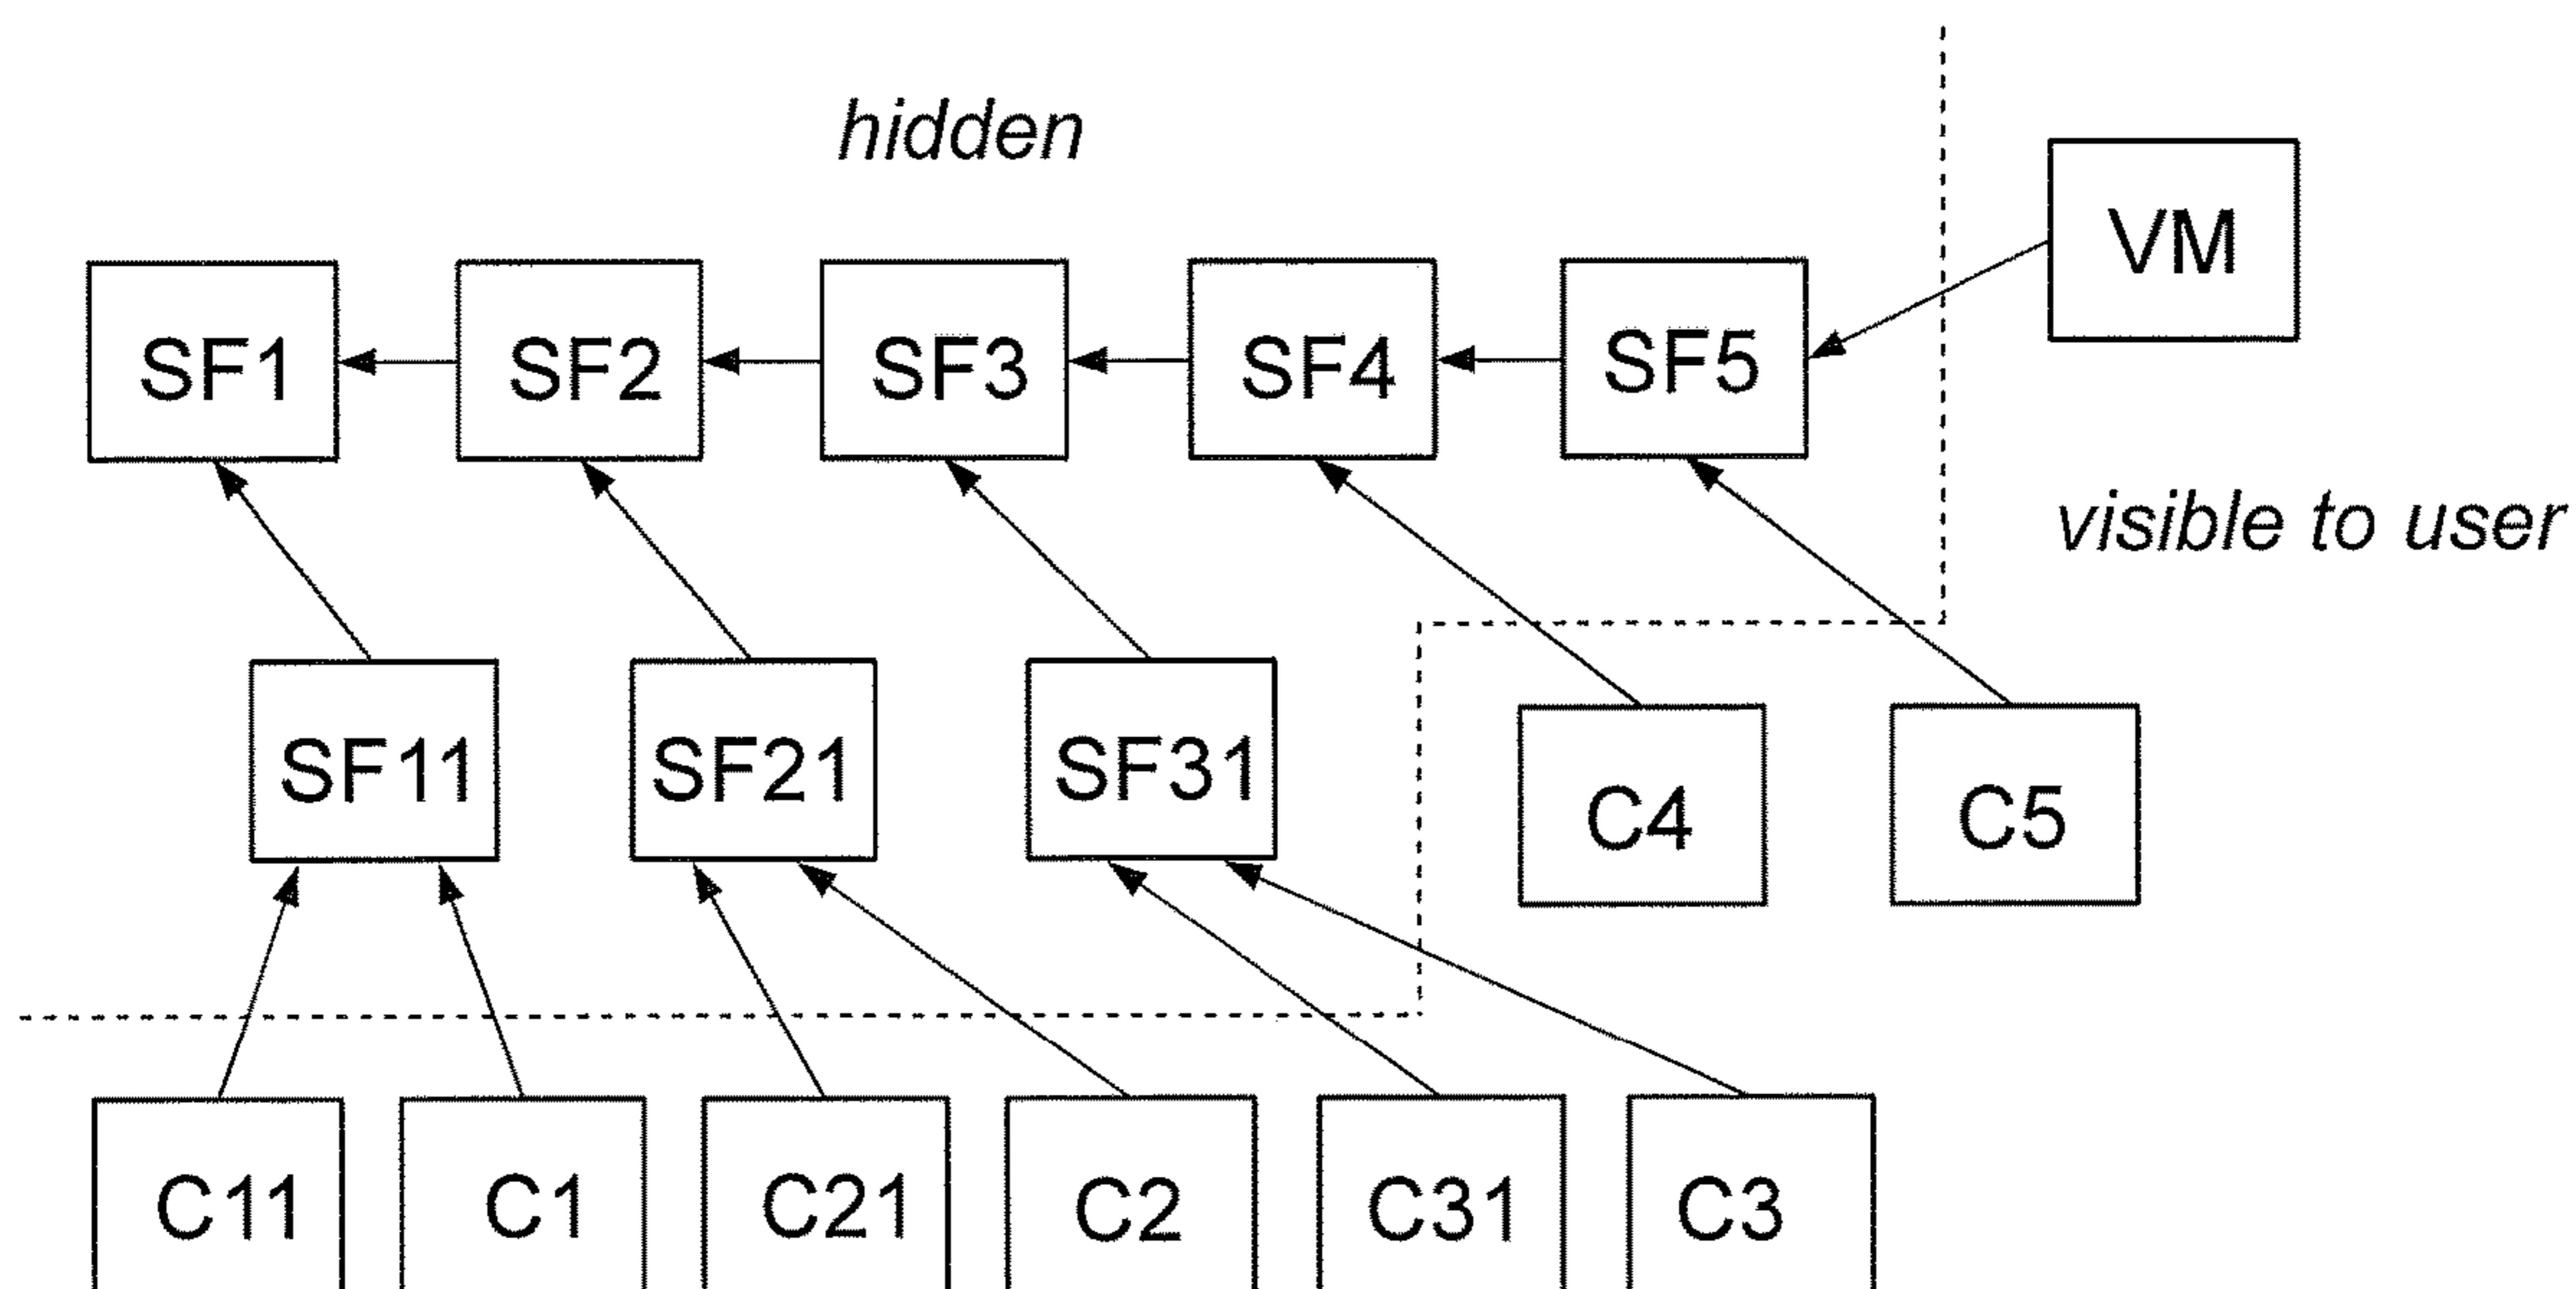 hidden
VM
SF1
SF2
SF3
SF4
SF5
visible to user
SF11
SF21
SF31
C4
C5
C11
C1
C21
C2
C31
C3